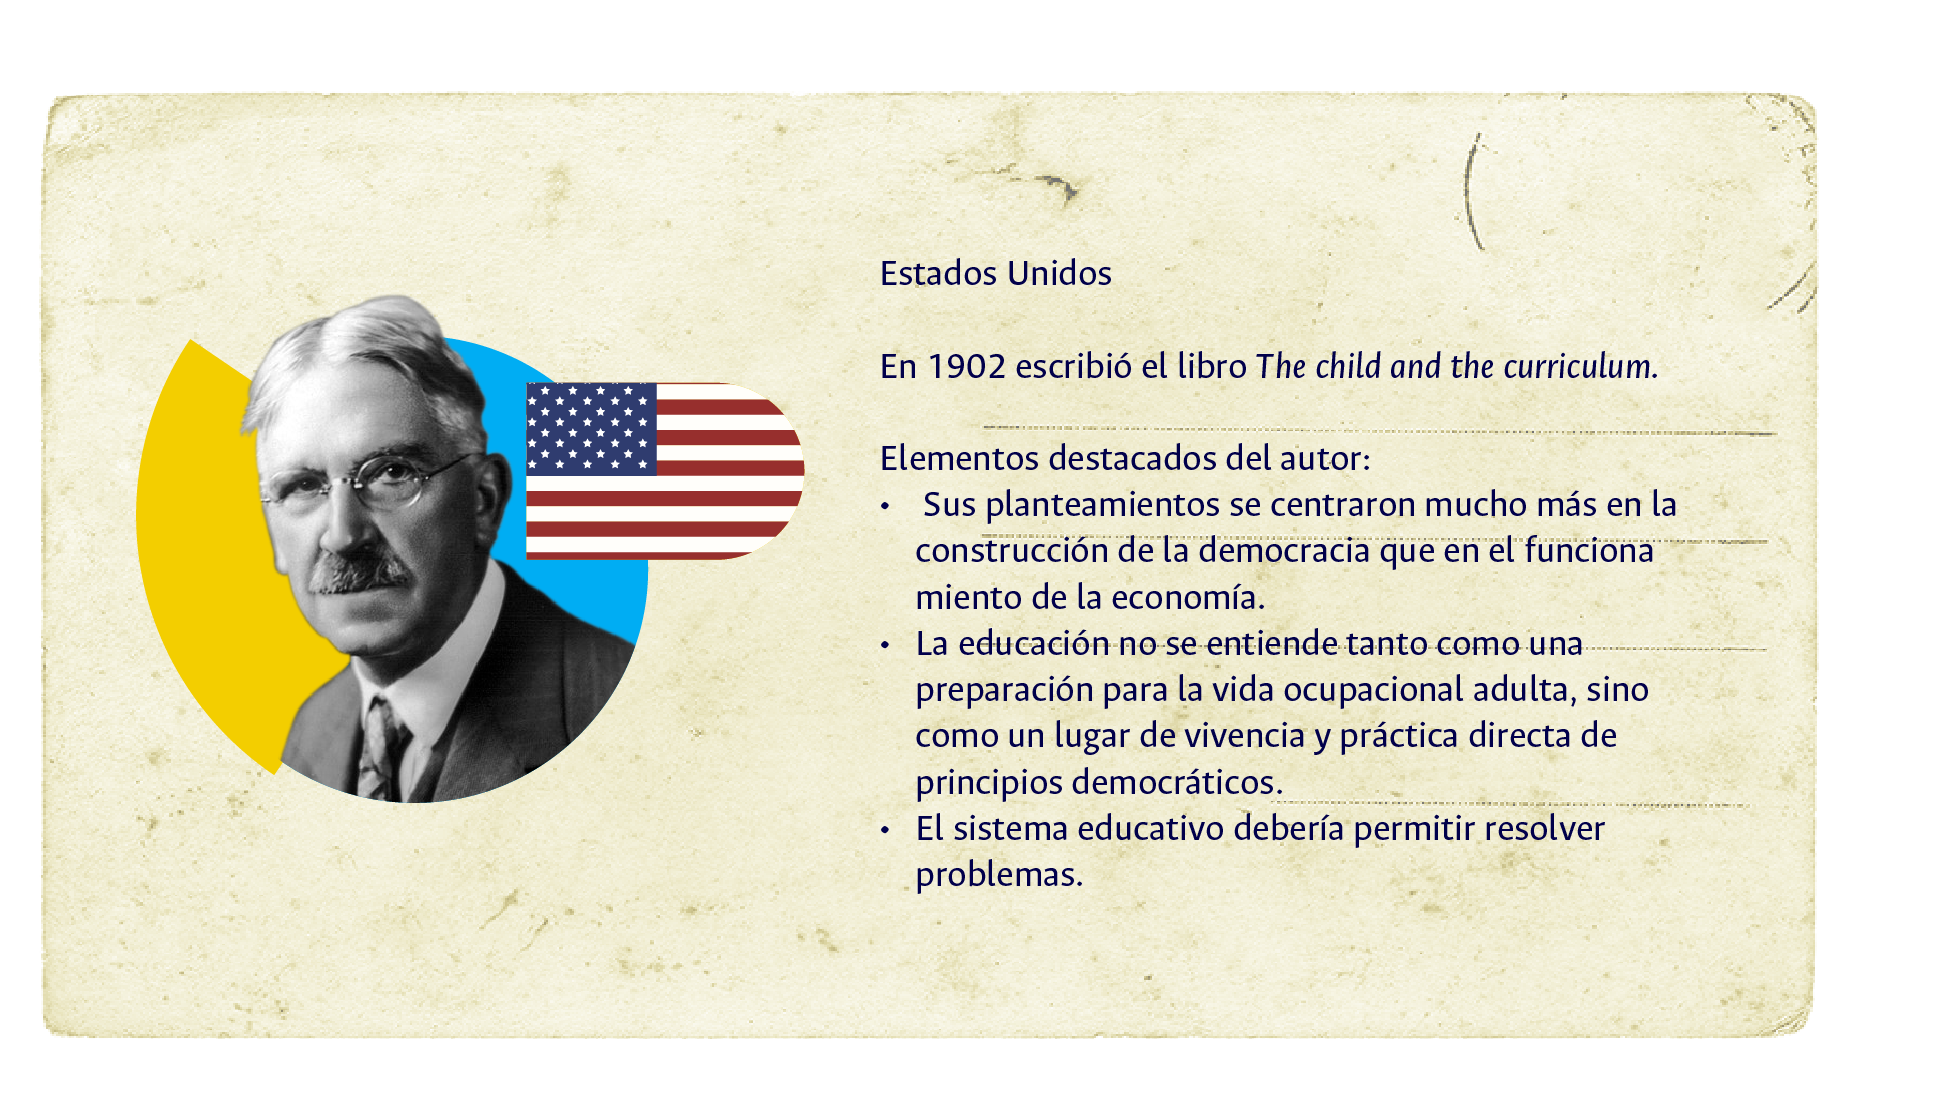 Estados Unidos
En 1902 escribió el libro The child and the curriculum.
Elementos destacados del autor:
• Sus planteamientos se centraron mucho más en la
construcción de la democracia que en el funciona
miento de la economía.
• La educación no se entiende tanto como una
preparación para la vida ocupacional adulta, sino
como un lugar de vivencia y práctica directa de
principios democráticos.
• El sistema educativo debería permitir resolver
problemas.